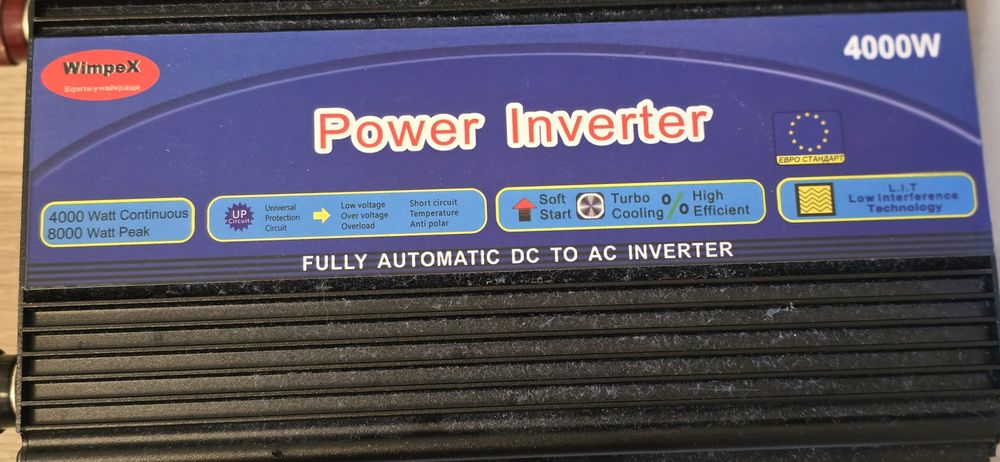 WimpeX
Вірити у найкраще
4000W
Power Inverter
ЕВРО СТАНДАРТ
4000 Watt Continuous
8000 Watt Peak
UP
Circuit
Universal
Protection
Circuit
Low voltage
Over voltage
Overload
Short circuit
Temperature
Anti polar
Soft
Start
Turbo
Cooling
%
High
Efficient
L.I.T
Low Interference
Technology
FULLY AUTOMATIC DC TO AC INVERTER